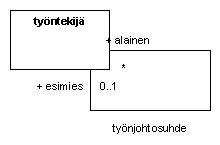 työntekijä
+ alainen
*
+ esimies
0..1
työnjohtosuhde